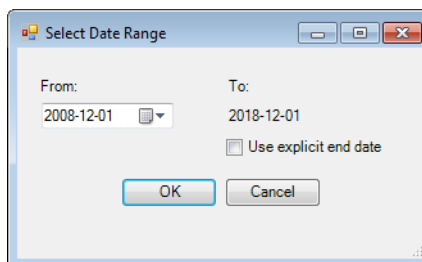 Select Date Range
From: To:
2008-12-01 2018-12-01
Use explicit end date
OK Cancel